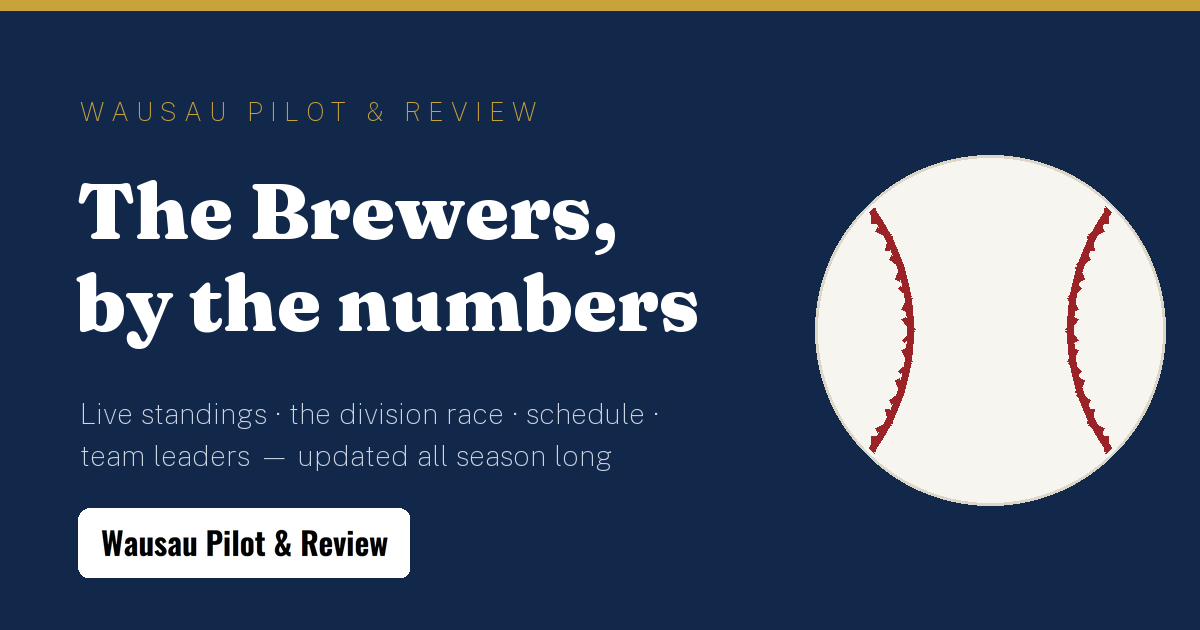 WAUSAU PILOT & REVIEW
The Brewers,
by the numbers
Live standings · the division race · schedule ·
team leaders — updated all season long
Wausau Pilot & Review